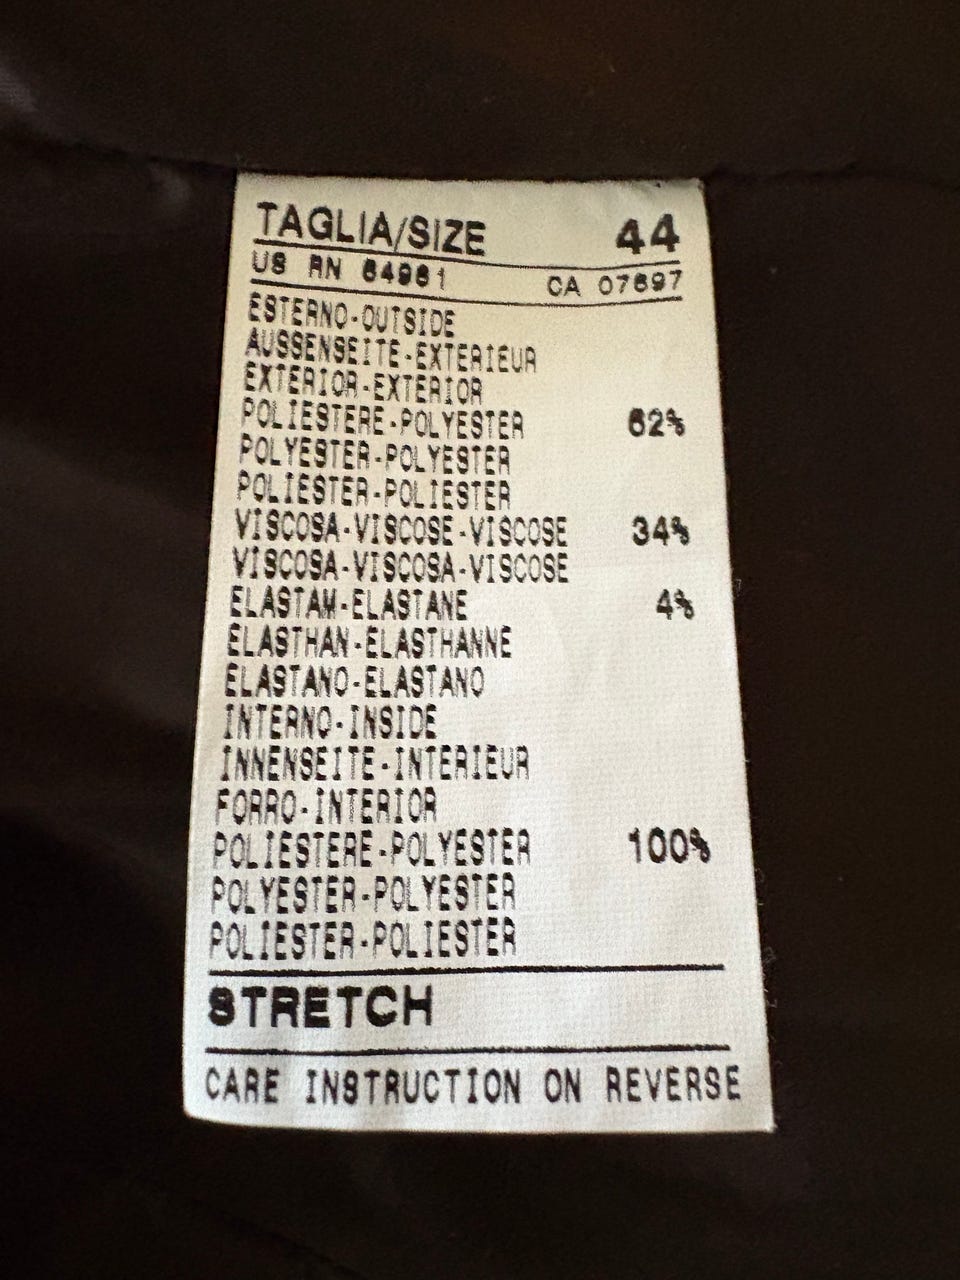 TAGLIA/SIZE 44
US RN 64961 CA 07697
ESTERNO-OUTSIDE
AUSSENSEITE-EXTERIEUR
EXTERIOR-EXTERIOR
POLIESTERE-POLYESTER 62%
POLYESTER-POLYESTER
POLIESTER-POLIESTER
VISCOSA-VISCOSE-VISCOSE 34%
VISCOSA-VISCOSA-VISCOSE
ELASTAM-ELASTANE 4%
ELASTHAN-ELASTHANNE
ELASTANO-ELASTANO
INTERNO-INSIDE
INNENSEITE-INTERIEUR
FORRO-INTERIOR
POLIESTERE-POLYESTER 100%
POLYESTER-POLYESTER
POLIESTER-POLIESTER
STRETCH
CARE INSTRUCTION ON REVERSE